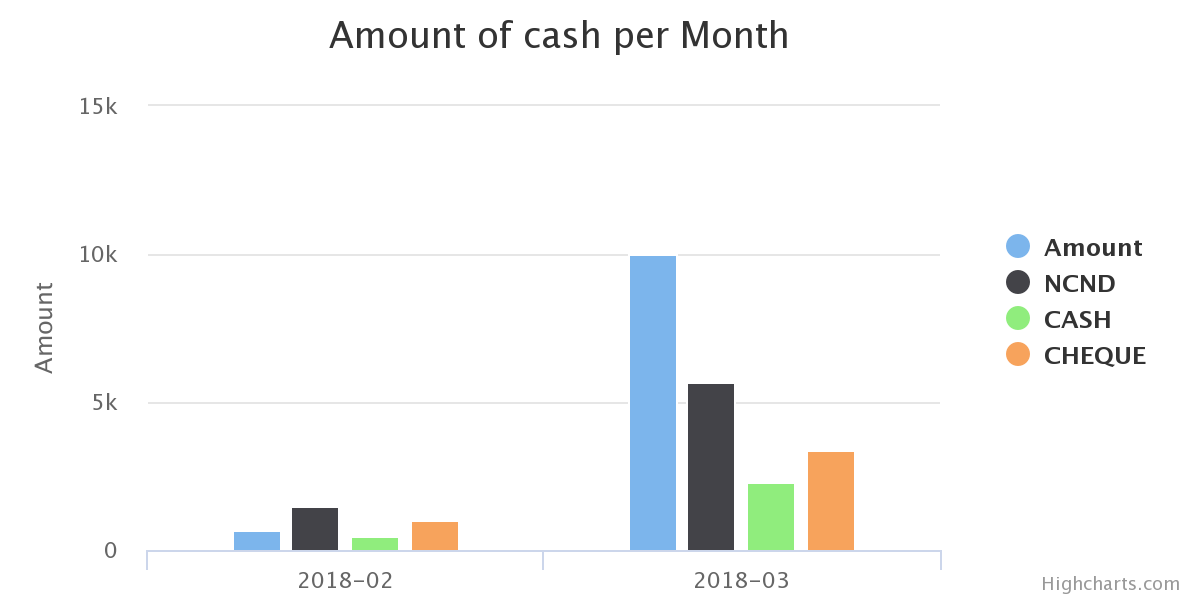 Amount of cash per Month
15k
10k
5k
0
Amount
2018-02
2018-03
Amount
NCND
CASH
CHEQUE
Highcharts.com